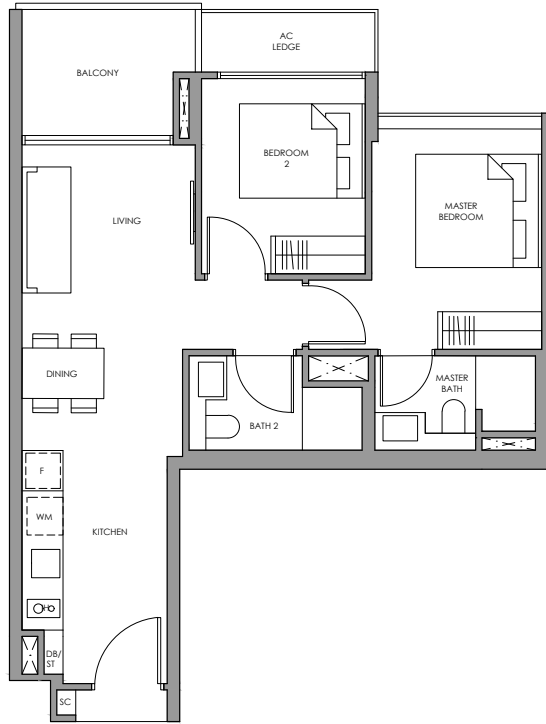 AC
LEDGE
BALCONY
BEDROOM
2
MASTER
BEDROOM
LIVING
DINING
MASTER
BATH
BATH 2
F
WM
KITCHEN
H
DB/
ST
SC